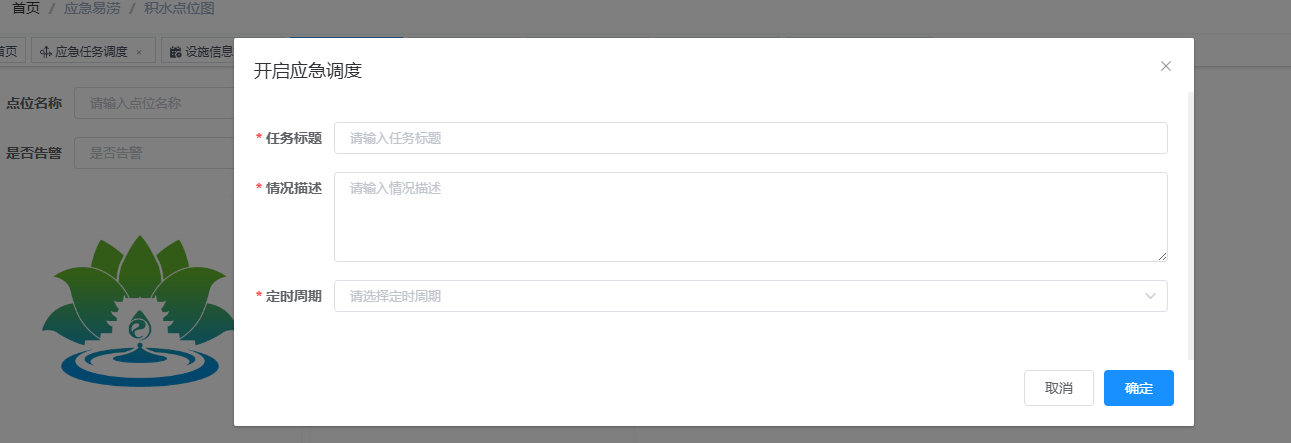 首页 / 应急易涝 / 积水点位图
首页 应急任务调度 × 设施信息
开启应急调度
点位名称 请输入点位名称
是否告警 是否告警
* 任务标题 请输入任务标题
* 情况描述 请输入情况描述
* 定时周期 请选择定时周期
取消 确定